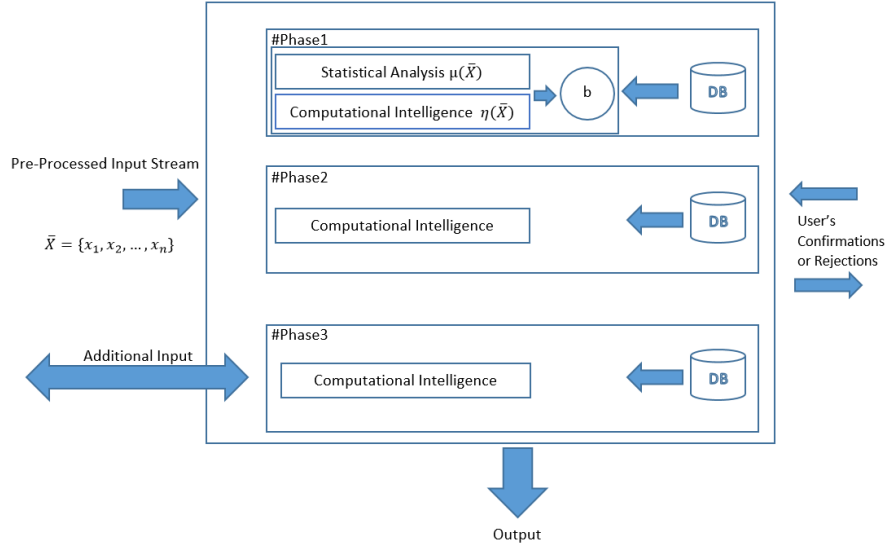 #Phase1
Statistical Analysis μ(X̄)
Computational Intelligence η(X̄)
b
DB
Pre-Processed Input Stream
X̄ = {x₁, x₂, ..., xₙ}
#Phase2
Computational Intelligence
DB
User's
Confirmations
or Rejections
#Phase3
Additional Input
Computational Intelligence
DB
Output